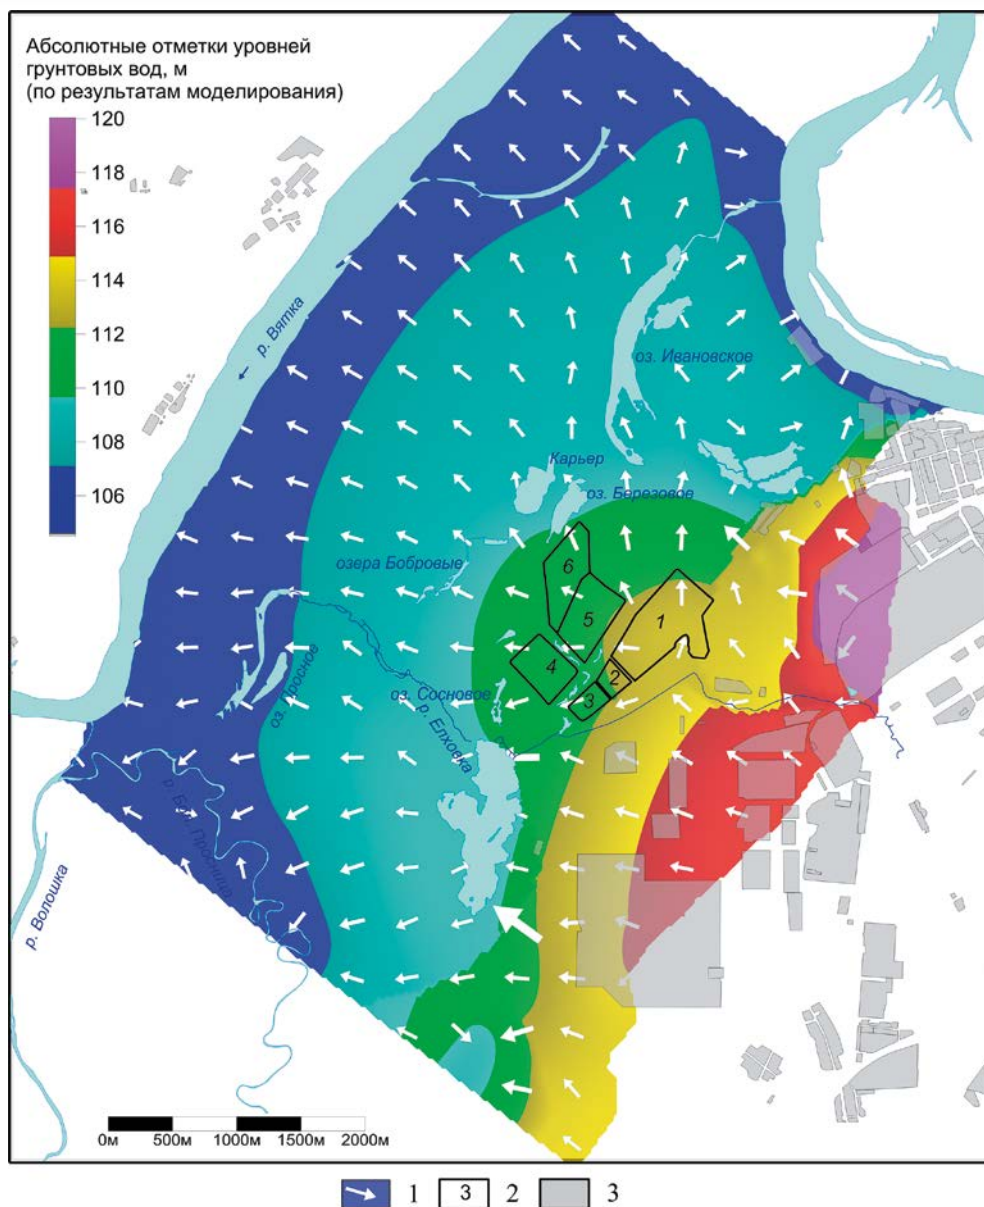 Абсолютные отметки уровней
грунтовых вод, м
(по результатам моделирования)
120
118
116
114
112
110
108
106
р. Вятка
оз. Ивановское
Карьер
оз. Березовое
озера Бобровые
6
5
1
4
2
3
оз. Сосновое
р. Елховка
оз. Просное
р. Бол. Просница
р. Волошка
0м 500м 1000м 1500м 2000м
1 3 2 3